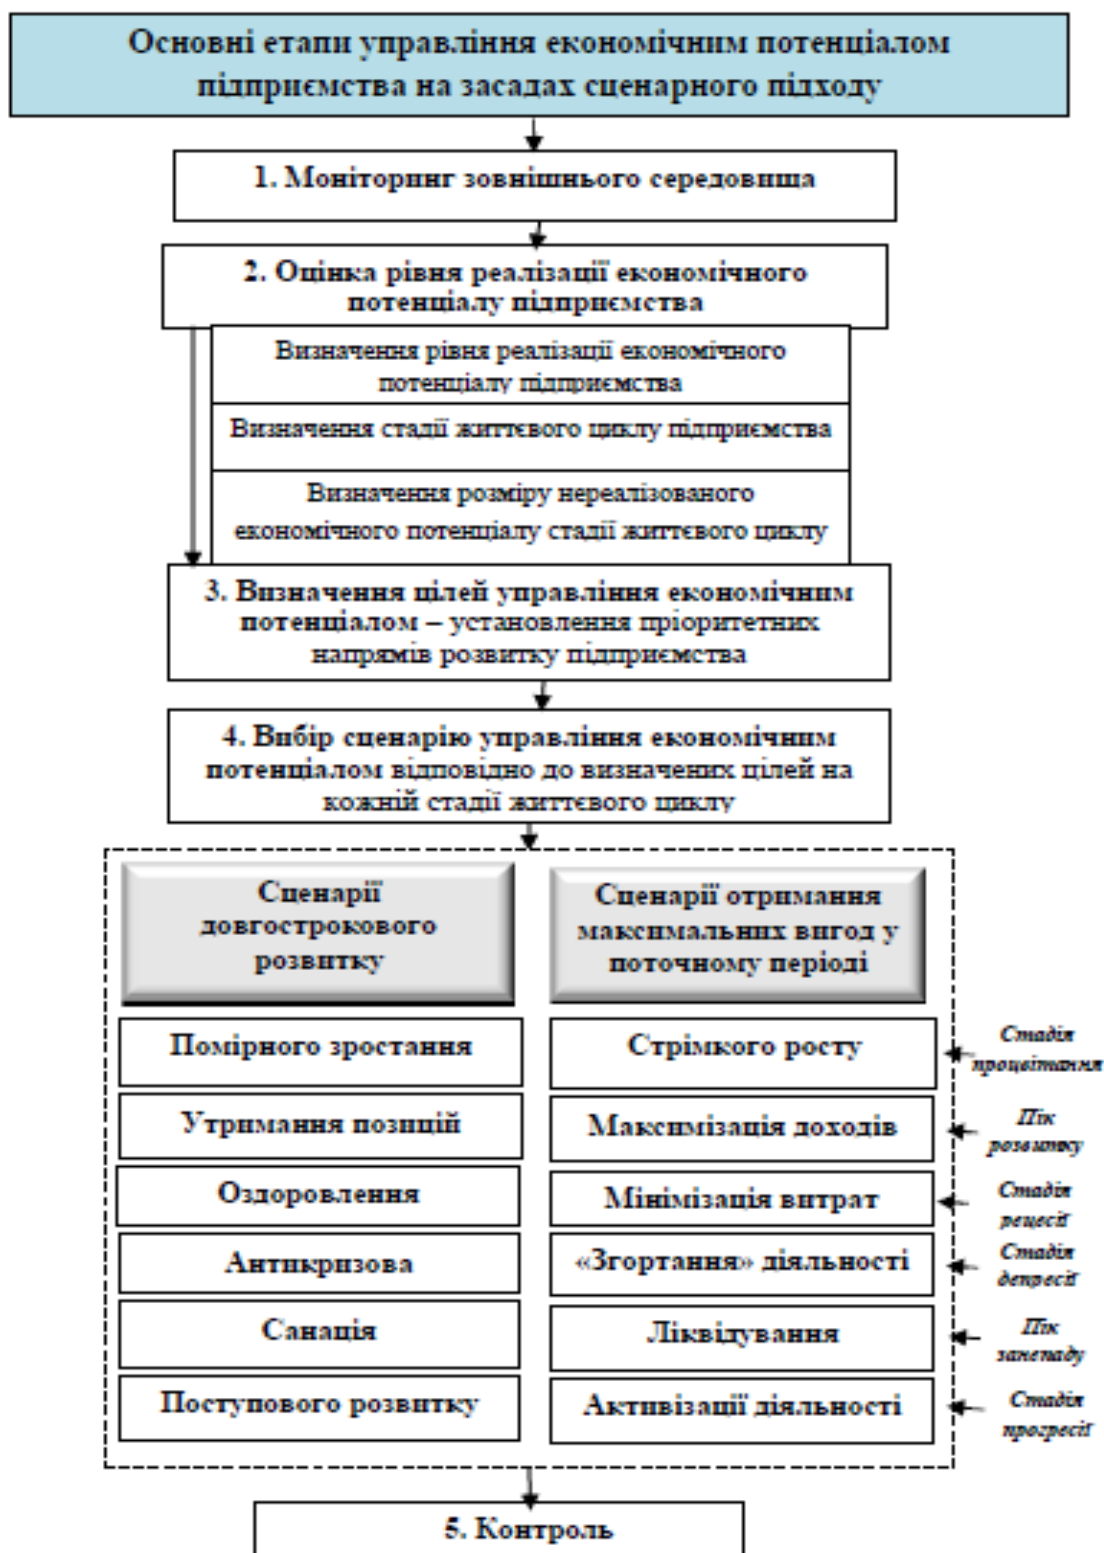 Основні етапи управління економічним потенціалом
підприємства на засадах сценарного підходу
1. Моніторинг зовнішнього середовища
2. Оцінка рівня реалізації економічного
потенціалу підприємства
Визначення рівня реалізації економічного
потенціалу підприємства
Визначення стадії життєвого циклу підприємства
Визначення розміру нереалізованого
економічного потенціалу стадії життєвого циклу
3. Визначення цілей управління економічним
потенціалом – установлення пріоритетних
напрямів розвитку підприємства
4. Вибір сценарію управління економічним
потенціалом відповідно до визначених цілей на
кожній стадії життєвого циклу
Сценарії
довгострокового
розвитку
Сценарії отримання
максимальних вигод у
поточному періоді
Помірного зростання
Стрімкого росту
Стадія
процвітання
Утримання позицій
Максимізація доходів
Пік
розвитку
Оздоровлення
Мінімізація витрат
Стадія
рецесії
Антикризова
«Згортання» діяльності
Стадія
депресії
Санація
Ліквідування
Пік
занепаду
Поступового розвитку
Активізації діяльності
Стадія
прогресії
5. Контроль